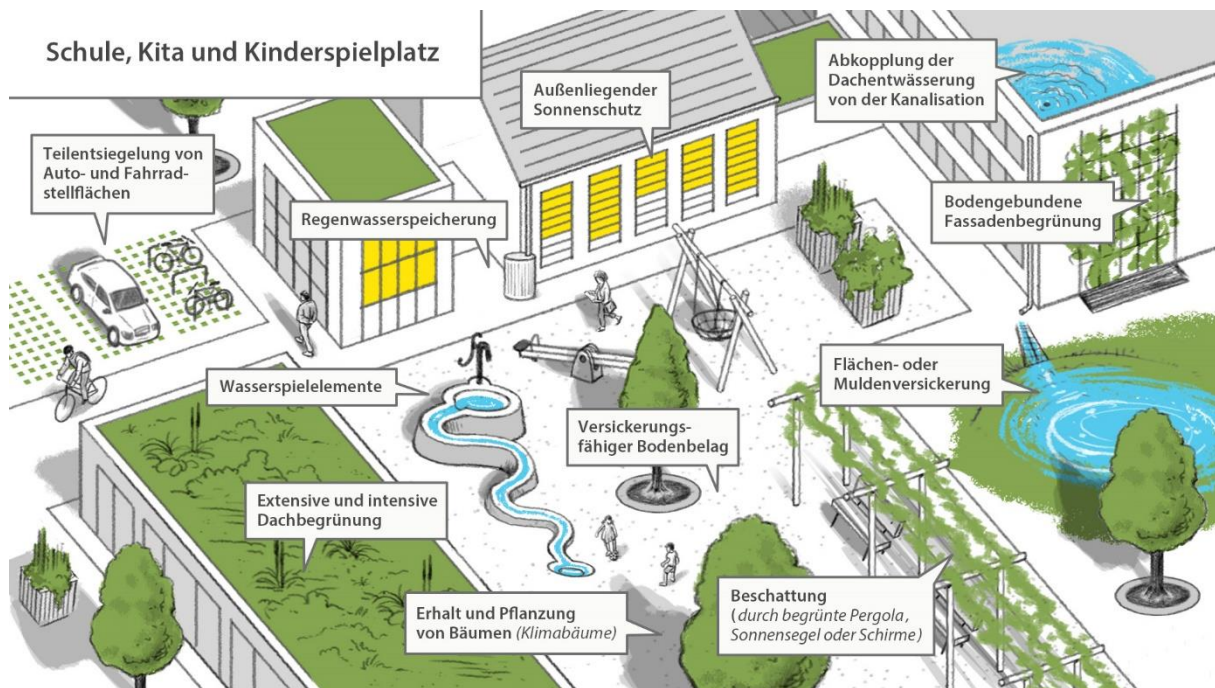 Schule, Kita und Kinderspielplatz
Außenliegender
Sonnenschutz
Abkopplung der
Dachentwässerung
von der Kanalisation
Teilentsiegelung von
Auto- und Fahrrad-
stellflächen
Regenwasserspeicherung
Bodengebundene
Fassadenbegrünung
Wasserspielelemente
Flächen- oder
Muldenversickerung
Versickerungs-
fähiger Bodenbelag
Extensive und intensive
Dachbegrünung
Erhalt und Pflanzung
von Bäumen (Klimabäume)
Beschattung
(durch begrünte Pergola,
Sonnensegel oder Schirme)